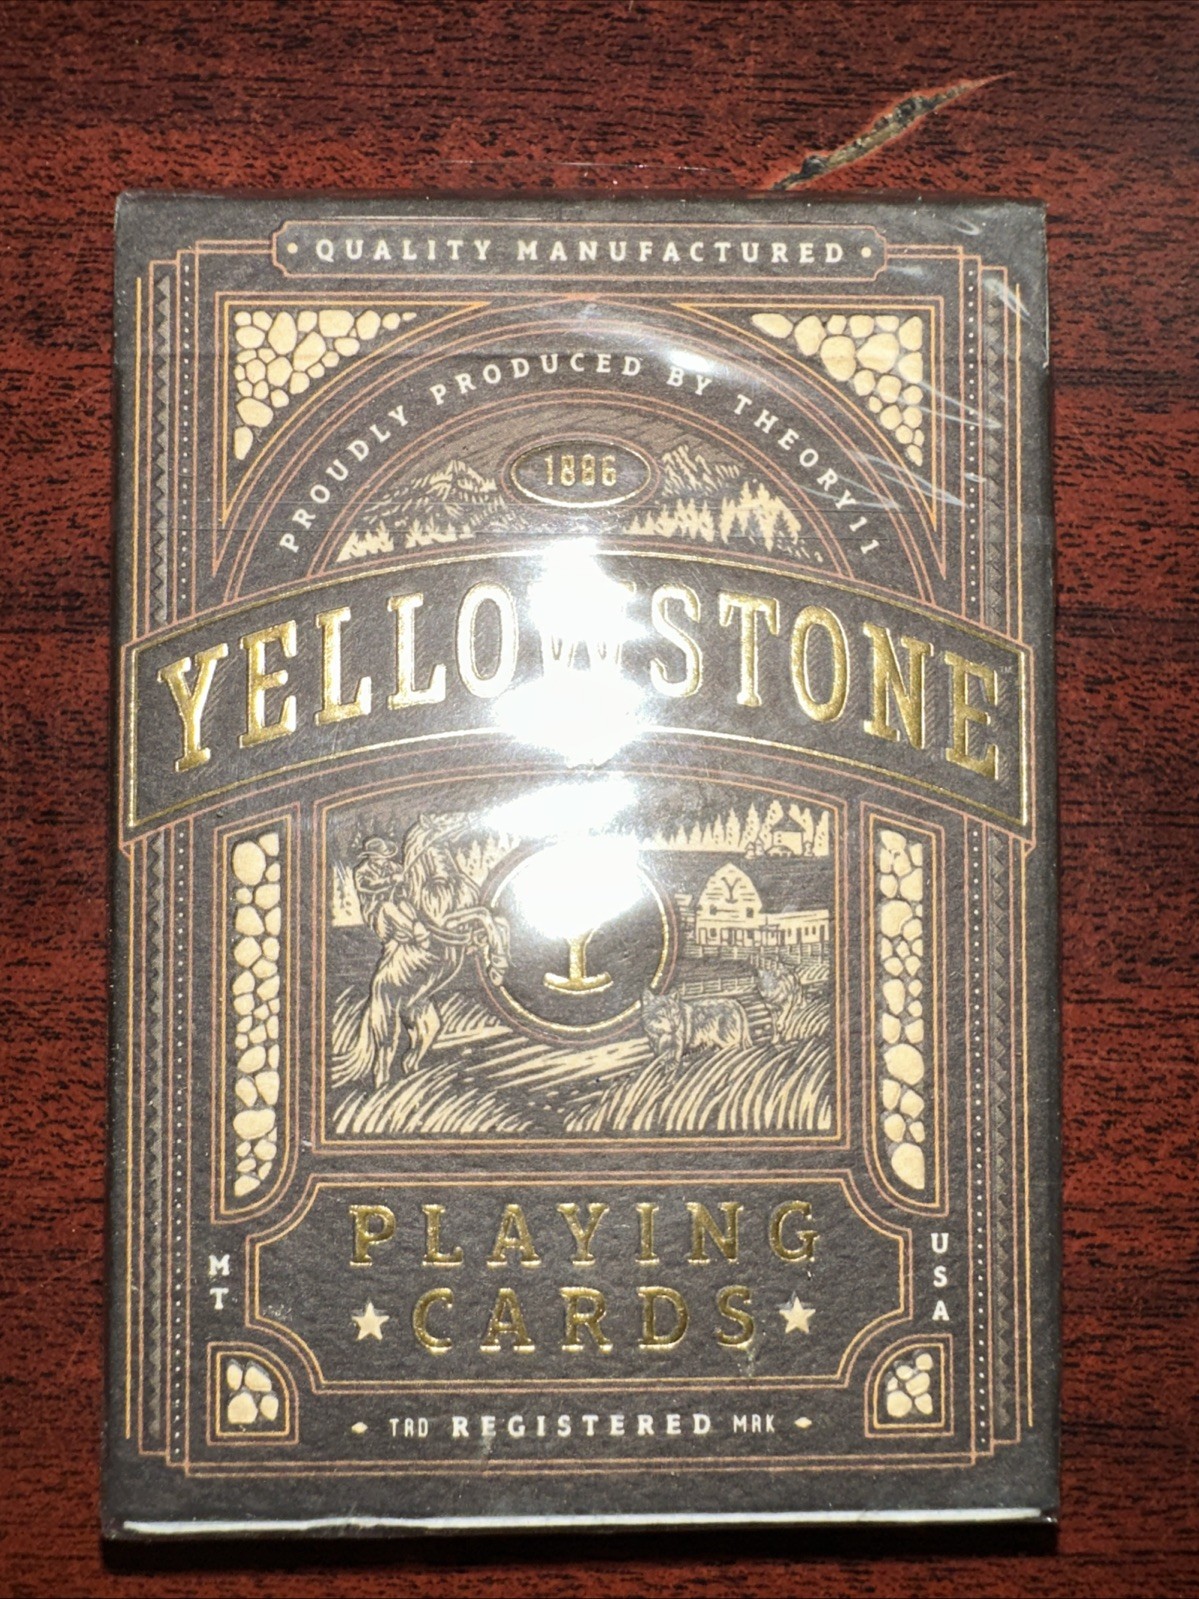 QUALITY MANUFACTURED
PROUDLY PRODUCED BY THEORY11
1886
YELLOWSTONE
Y
Y
PLAYING
CARDS
MT
USA
TRD REGISTERED MRK